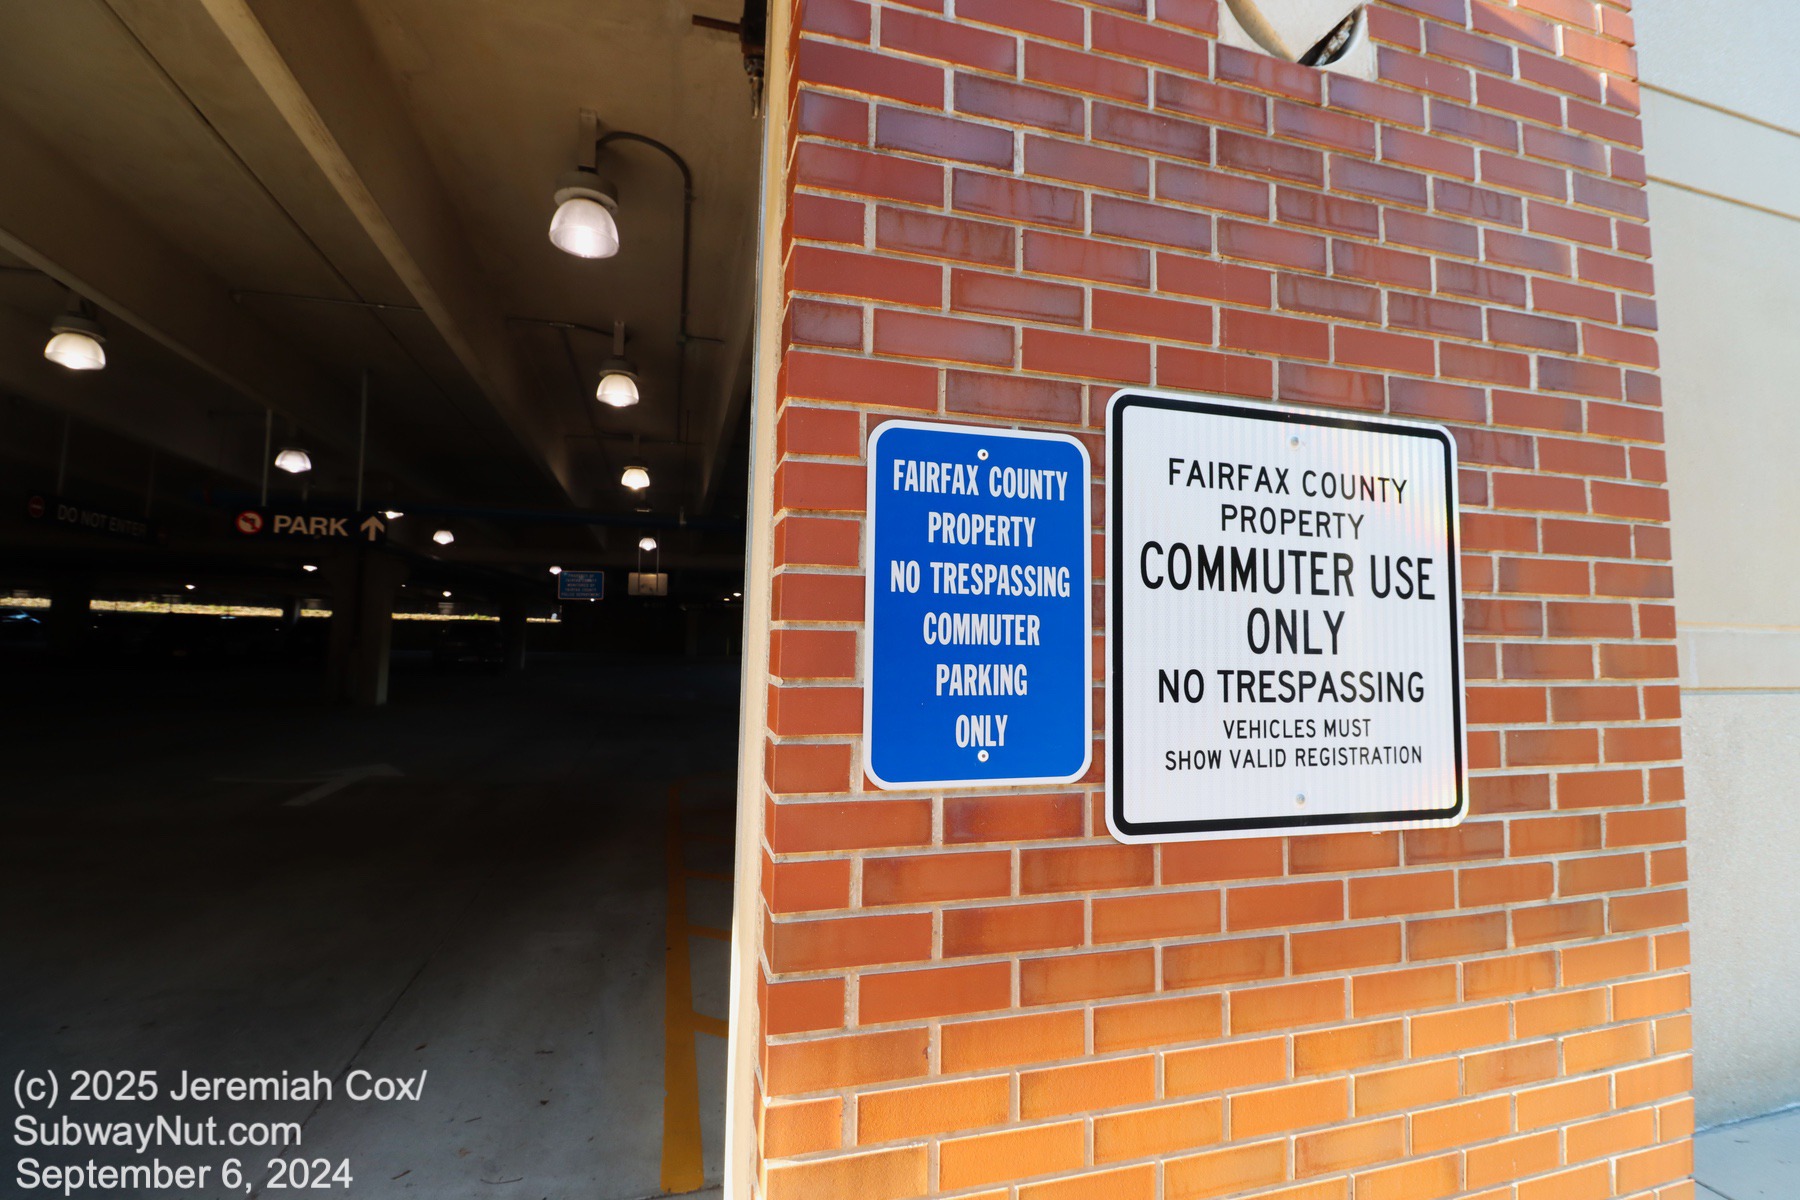 DO NOT ENTER
PARK
FAIRFAX COUNTY
PROPERTY
NO TRESPASSING
COMMUTER
PARKING
ONLY
FAIRFAX COUNTY
PROPERTY
COMMUTER USE
ONLY
NO TRESPASSING
VEHICLES MUST
SHOW VALID REGISTRATION
(c) 2025 Jeremiah Cox/
SubwayNut.com
September 6, 2024